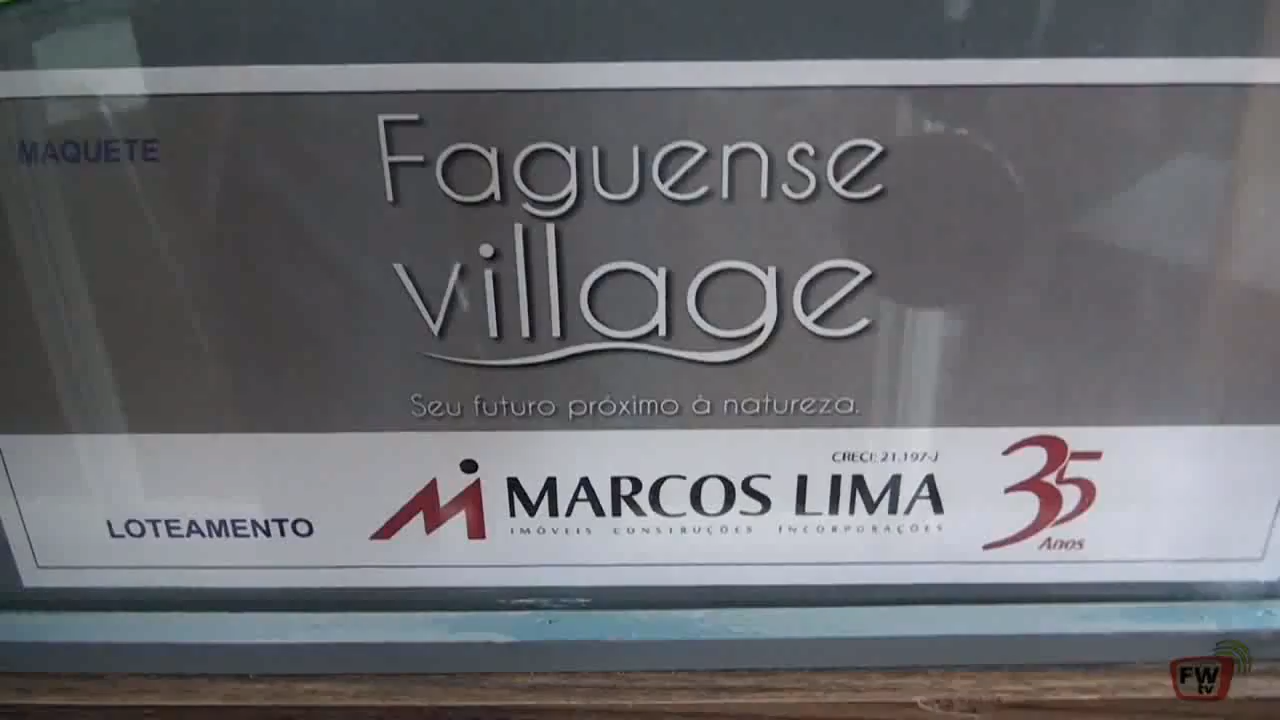 MAQUETE
Faguense
village
Seu futuro próximo à natureza.
CRECI: 21.197-J
MARCOS LIMA
IMÓVEIS CONSTRUÇÕES INCORPORAÇÕES
35
Anos
LOTEAMENTO
FW
tv